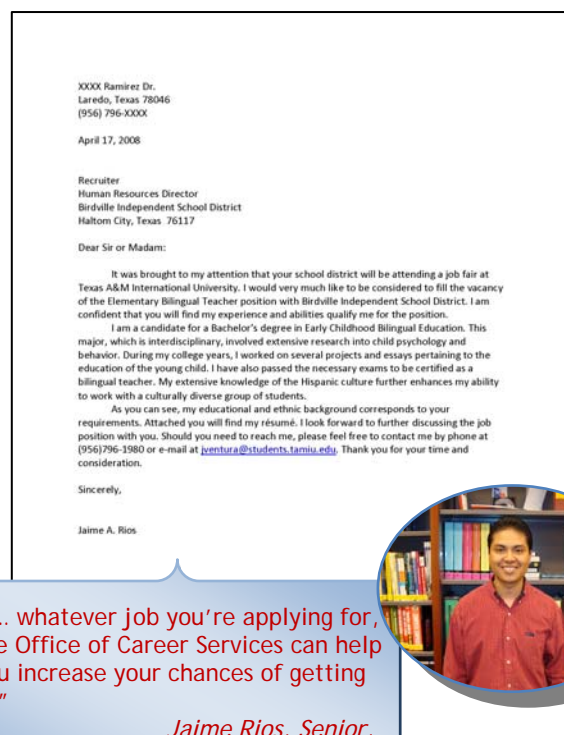 XXXX Ramirez Dr.
Laredo, Texas 78046
(956) 796-XXXX
April 17, 2008
Recruiter
Human Resources Director
Birdville Independent School District
Haltom City, Texas  76117
Dear Sir or Madam:
It was brought to my attention that your school district will be attending a job fair at
Texas A&M International University. I would very much like to be considered to fill the vacancy
of the Elementary Bilingual Teacher position with Birdville Independent School District. I am
confident that you will find my experience and abilities qualify me for the position.
I am a candidate for a Bachelor's degree in Early Childhood Bilingual Education. This
major, which is interdisciplinary, involved extensive research into child psychology and
behavior. During my college years, I worked on several projects and essays pertaining to the
education of the young child. I have also passed the necessary exams to be certified as a
bilingual teacher. My extensive knowledge of the Hispanic culture further enhances my ability
to work with a culturally diverse group of students.
As you can see, my educational and ethnic background corresponds to your
requirements. Attached you will find my résumé. I look forward to further discussing the job
position with you. Should you need to reach me, please feel free to contact me by phone at
(956)796-1980 or e-mail at jventura@students.tamiu.edu. Thank you for your time and
consideration.
Sincerely,
Jaime A. Rios
.. whatever job you're applying for,
e Office of Career Services can help
u increase your chances of getting
"
Jaime Rios, Senior,